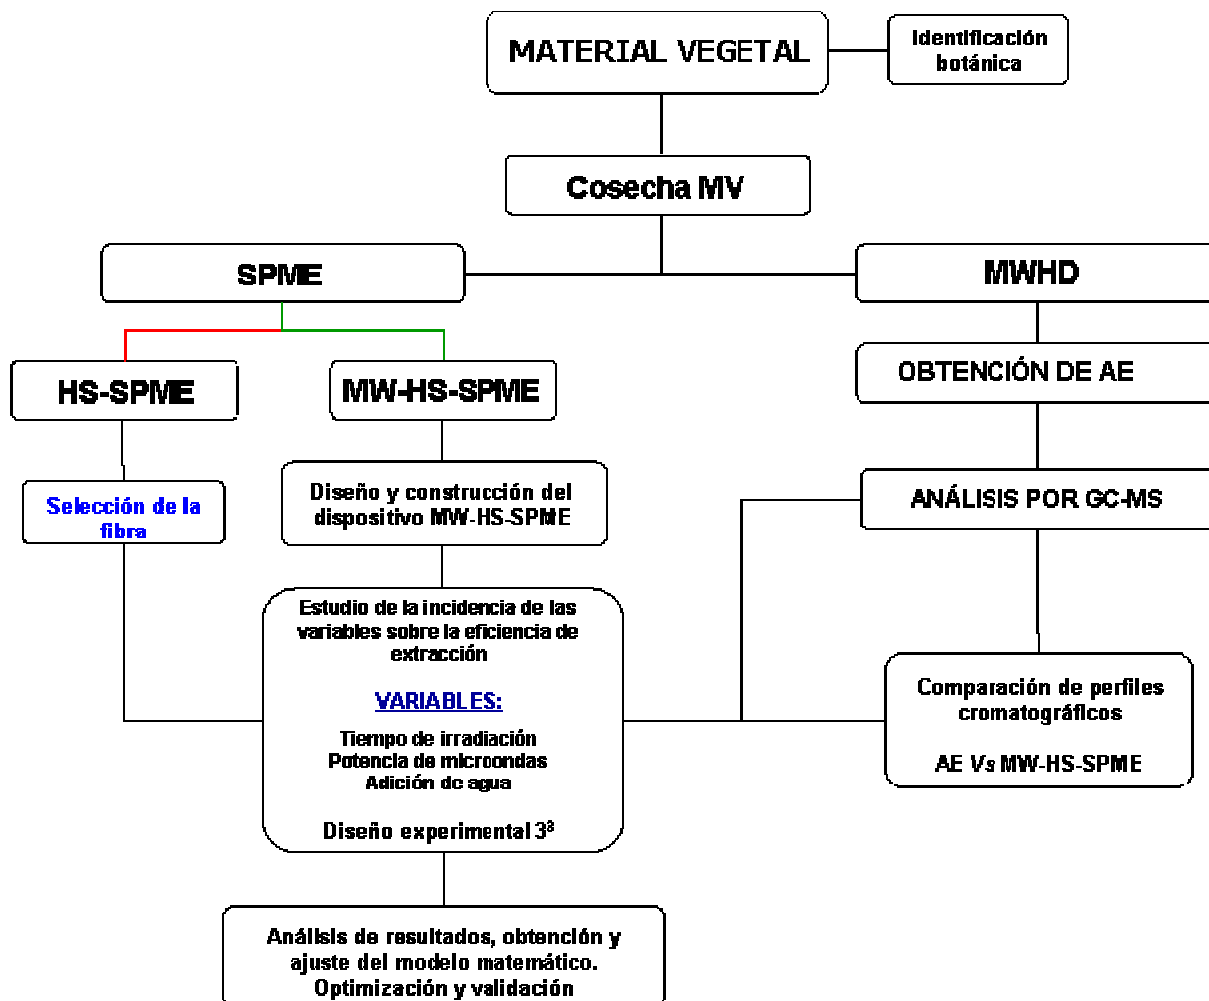 MATERIAL VEGETAL
Identificación
botánica
Cosecha MV
SPME
MWHD
HS-SPME
MW-HS-SPME
OBTENCIÓN DE AE
Selección de la
fibra
Diseño y construcción del
dispositivo MW-HS-SPME
ANÁLISIS POR GC-MS
Estudio de la incidencia de las
variables sobre la eficiencia de
extracción
VARIABLES:
Tiempo de irradiación
Potencia de microondas
Adición de agua
Diseño experimental 3³
Comparación de perfiles
cromatográficos
AE Vs MW-HS-SPME
Análisis de resultados, obtención y
ajuste del modelo matemático.
Optimización y validación